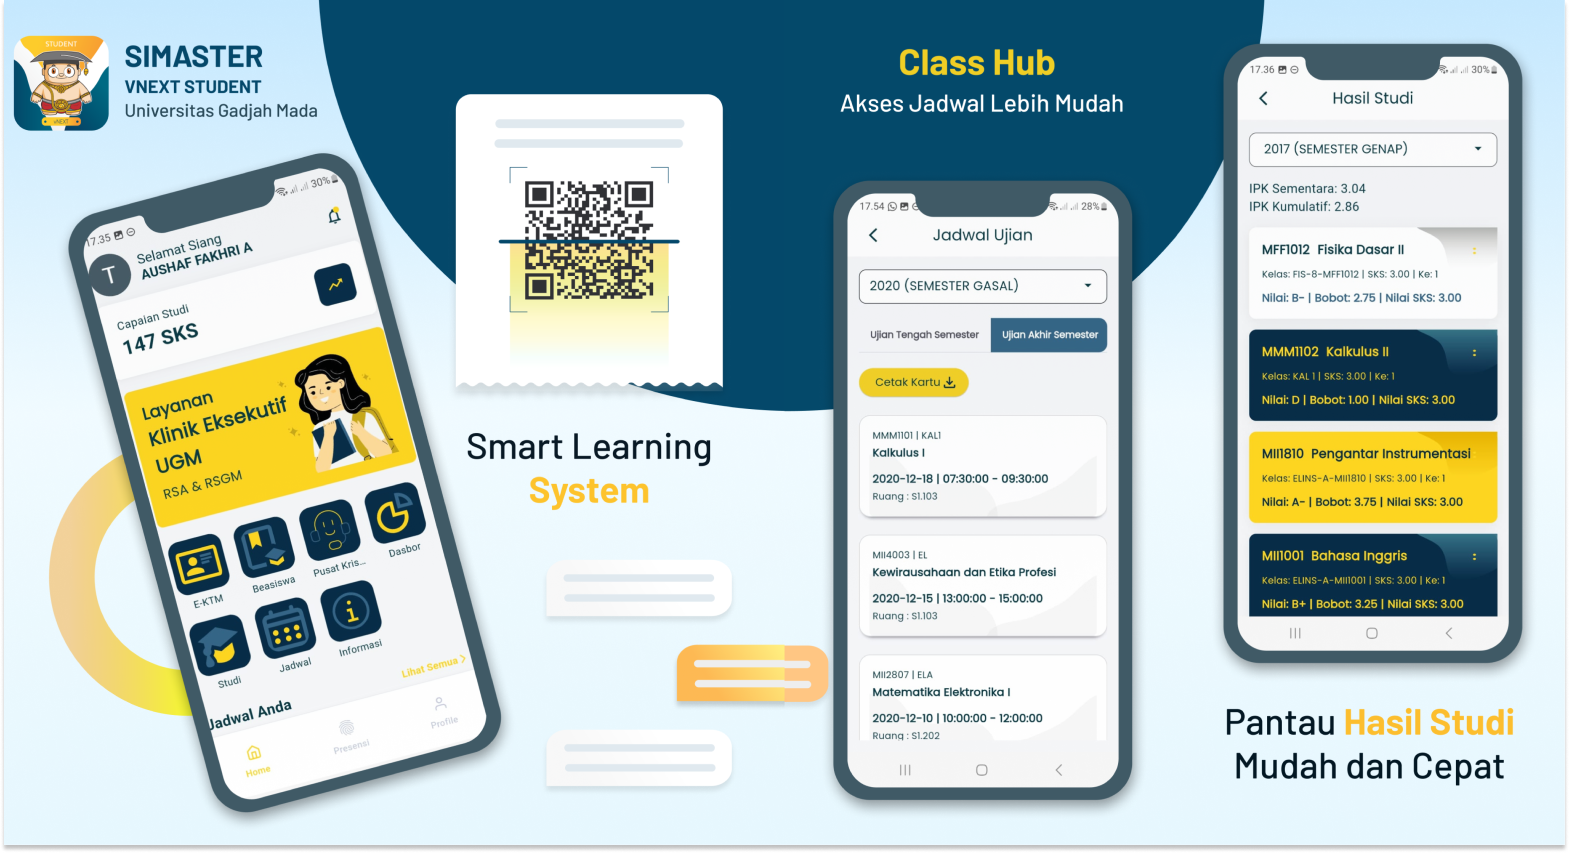 STUDENT
VNEXT
SIMASTER
VNEXT STUDENT
Universitas Gadjah Mada
17.35
30%
Selamat Siang
AUSHAF FAKHRI A
T
Capaian Studi
147 SKS
Layanan
Klinik Eksekutif
UGM
RSA & RSGM
E-KTM
Beasiswa
Pusat Kris...
Dasbor
Studi
Jadwal
Informasi
Lihat Semua
Jadwal Anda
Home
Presensi
Profile
Smart Learning
System
Class Hub
Akses Jadwal Lebih Mudah
17.54
28%
Jadwal Ujian
2020 (SEMESTER GASAL)
Ujian Tengah Semester
Ujian Akhir Semester
Cetak Kartu
MMM1101 | KAL1
Kalkulus I
2020-12-18 | 07:30:00 - 09:30:00
Ruang : S1.103
MII4003 | EL
Kewirausahaan dan Etika Profesi
2020-12-15 | 13:00:00 - 15:00:00
Ruang : S1.103
MII2807 | ELA
Matematika Elektronika I
2020-12-10 | 10:00:00 - 12:00:00
Ruang : S1.202
17.36
30%
Hasil Studi
2017 (SEMESTER GENAP)
IPK Sementara: 3.04
IPK Kumulatif: 2.86
MFF1012 Fisika Dasar II
Kelas: FIS-8-MFF1012 | SKS: 3.00 | Ke: 1
Nilai: B- | Bobot: 2.75 | Nilai SKS: 3.00
MMM1102 Kalkulus II
Kelas: KAL 1 | SKS: 3.00 | Ke: 1
Nilai: D | Bobot: 1.00 | Nilai SKS: 3.00
MII1810 Pengantar Instrumentasi
Kelas: ELINS-A-MII1810 | SKS: 3.00 | Ke: 1
Nilai: A- | Bobot: 3.75 | Nilai SKS: 3.00
MII1001 Bahasa Inggris
Kelas: ELINS-A-MII1001 | SKS: 3.00 | Ke: 1
Nilai: B+ | Bobot: 3.25 | Nilai SKS: 3.00
Pantau Hasil Studi
Mudah dan Cepat